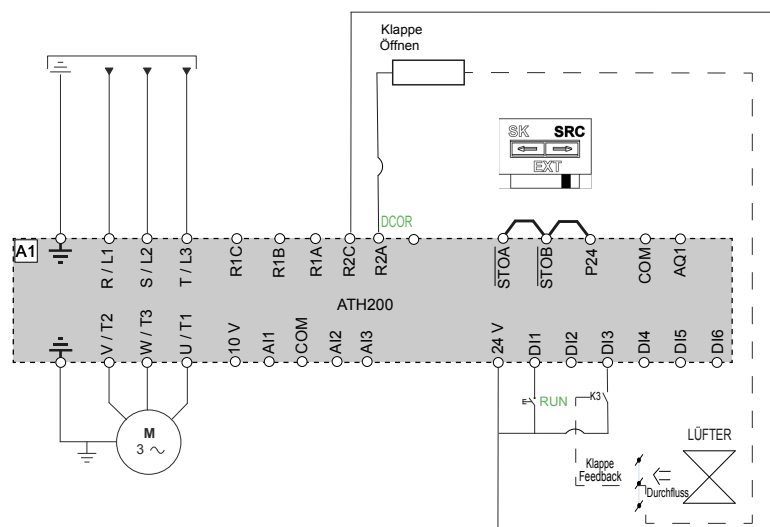 Klappe
Öffnen
SK SRC
EXT
DCOR
A1
R / L1
S / L2
T / L3
R1C
R1B
R1A
R2C
R2A
STOA
STOB
P24
COM
AQ1
ATH200
V / T2
W / T3
U / T1
10 V
AI1
COM
AI2
AI3
24 V
DI1
DI2
DI3
DI4
DI5
DI6
RUN
K3
M
3 ~
LÜFTER
Klappe
Feedback
Durchfluss